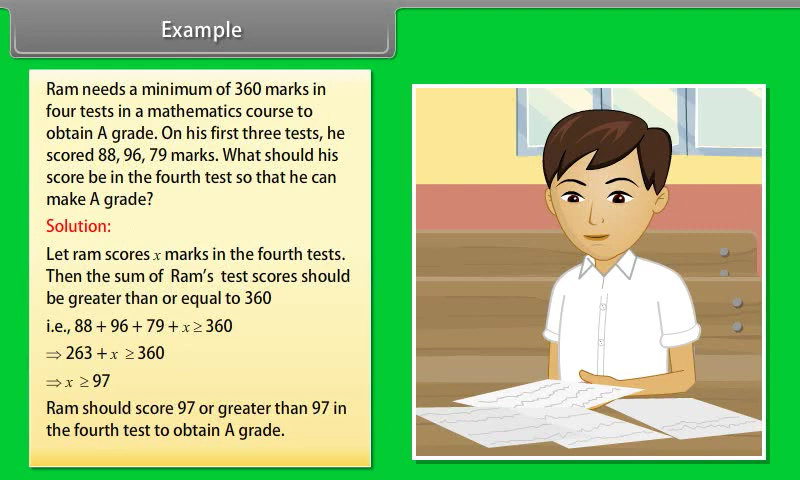 Example
Ram needs a minimum of 360 marks in
four tests in a mathematics course to
obtain A grade. On his first three tests, he
scored 88, 96, 79 marks. What should his
score be in the fourth test so that he can
make A grade?
Solution:
Let ram scores x marks in the fourth tests.
Then the sum of Ram's test scores should
be greater than or equal to 360
i.e., 88 + 96 + 79 + x ≥ 360
⇒ 263 + x ≥ 360
⇒ x ≥ 97
Ram should score 97 or greater than 97 in
the fourth test to obtain A grade.